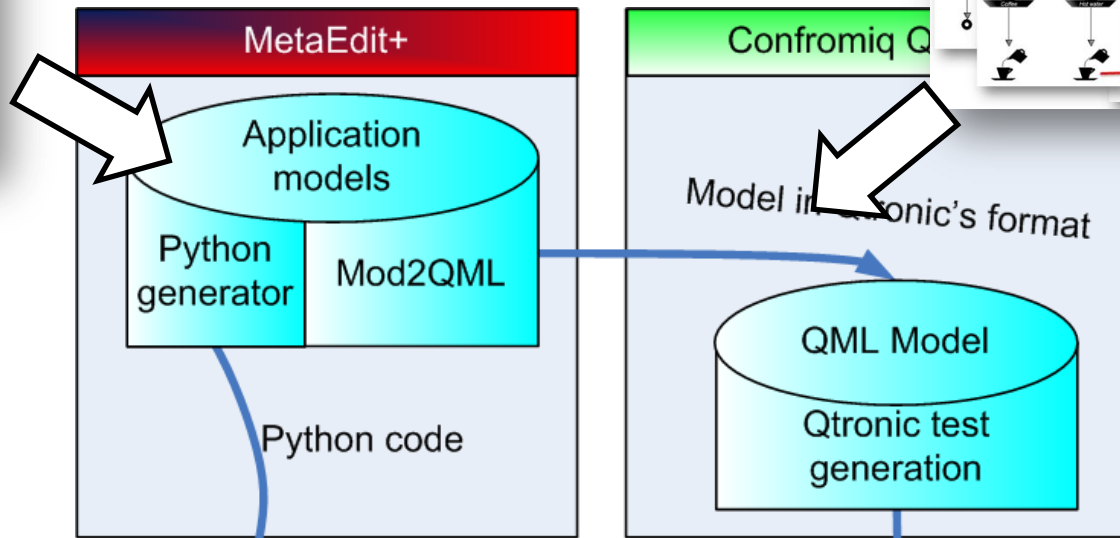 MetaEdit+
Application
models
Python
generator
Mod2QML
Python code
Confromiq Q
Coffee
Hot water
Model in Qtronic's format
QML Model
Qtronic test
generation